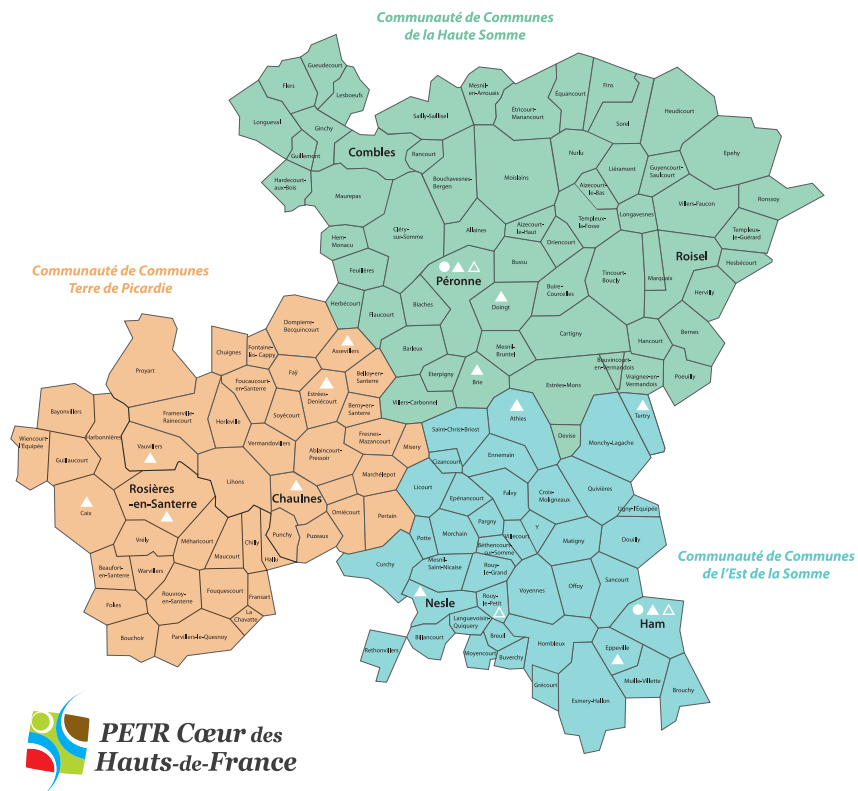 Communauté de Communes
de la Haute Somme
Gueudecourt
Flers
Lesbœufs
Longueval
Ginchy
Guillemont
Hardecourt-
aux-Bois
Combles
Sailly-Saillisel
Rancourt
Mesnil-
en-Arrouais
Étricourt-
Manancourt
Équancourt
Fins
Sorel
Heudicourt
Epehy
Nurlu
Liéramont
Guyencourt-
Saulcourt
Moislains
Bouchavesnes-
Bergen
Maurepas
Cléry-
sur-Somme
Hem-
Monacu
Feuillères
Allaines
Aizecourt-
le-Haut
Aizecourt-
le-Bas
Templeux-
la-Fosse
Longavesnes
Villers-Faucon
Ronssoy
Templeux-
le-Guérard
Hesbécourt
Roisel
Driencourt
Bussu
Péronne
Doingt
Buire-
Courcelles
Tincourt-
Boucly
Marquaix
Hervilly
Herbécourt
Flaucourt
Biaches
Barleux
Mesnil-
Bruntel
Cartigny
Hancourt
Bernes
Bouvincourt-
en-Vermandois
Vraignes-en-
Vermandois
Poeuilly
Eterpigny
Brie
Estrées-Mons
Villers-Carbonnel
Devise
Communauté de Communes
Terre de Picardie
Dompierre-
Becquincourt
Assevillers
Chuignes
Fontaine-
lès-Cappy
Proyart
Faÿ
Belloy-en-
Santerre
Foucaucourt-
en-Santerre
Estrées-
Deniécourt
Berny-en-
Santerre
Soyécourt
Herleville
Framerville-
Rainecourt
Bayonvillers
Harbonnières
Wiencourt-
l'Équipée
Guillaucourt
Vauvillers
Vermandovillers
Fresnes-
Mazancourt
Ablaincourt-
Pressoir
Misery
Marchélepot
Lihons
Chaulnes
Rosières
-en-Santerre
Caix
Omiécourt
Pertain
Punchy
Puzeaux
Hallu
Chilly
Maucourt
Méharicourt
Vrély
Beaufort-
en-Santerre
Warvillers
Rouvroy-
en-Santerre
Fouquescourt
Fransart
La
Chavatte
Folies
Bouchoir
Parvillers-le-Quesnoy
Saint-Christ-Briost
Athies
Tertry
Monchy-Lagache
Ennemain
Cizancourt
Licourt
Epénancourt
Falvy
Croix-
Moligneaux
Quivières
Ugny-l'Équipée
Pargny
Y
Potte
Morchain
Béthencourt-
sur-Somme
Villecourt
Matigny
Douilly
Curchy
Mesnil-
Saint-Nicaise
Rouy-
le-Grand
Communauté de Communes
de l'Est de la Somme
Voyennes
Offoy
Sancourt
Nesle
Rouy-
le-Petit
Languevoisin-
Quiquery
Ham
Rethonvillers
Billancourt
Breuil
Moyencourt
Buverchy
Hombleux
Eppeville
Grécourt
Esmery-Hallon
Muille-Villette
Brouchy
PETR Cœur des
Hauts-de-France